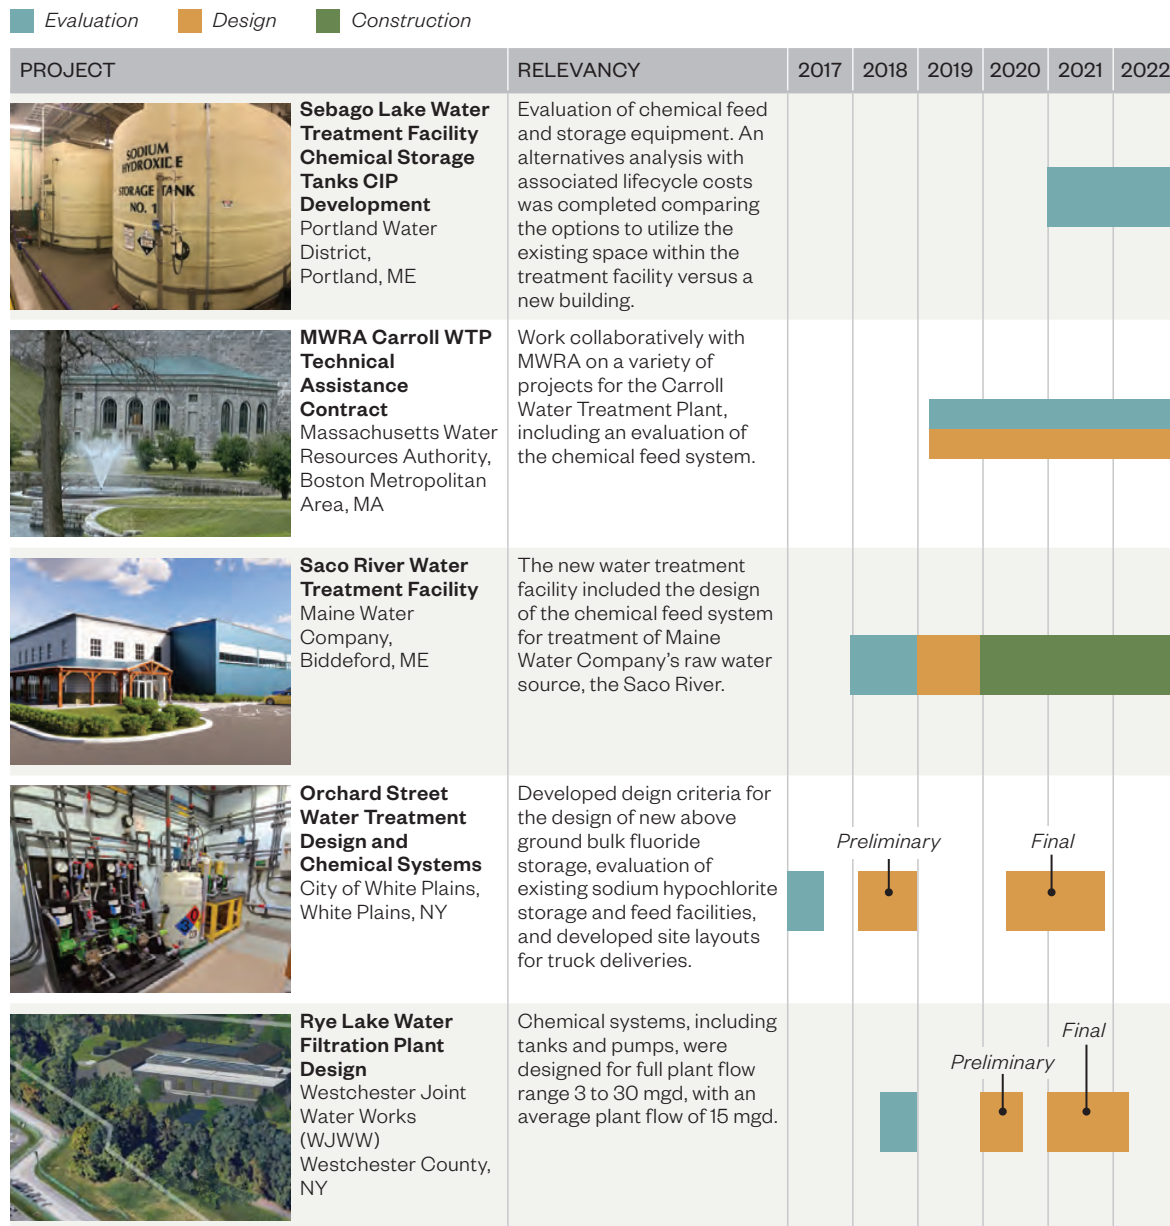 Evaluation Design Construction
PROJECT RELEVANCY 2017 2018 2019 2020 2021 2022
SODIUM
HYDROXIDE
STORAGE TANK
NO. 1
Sebago Lake Water
Treatment Facility
Chemical Storage
Tanks CIP
Development
Portland Water
District,
Portland, ME
Evaluation of chemical feed
and storage equipment. An
alternatives analysis with
associated lifecycle costs
was completed comparing
the options to utilize the
existing space within the
treatment facility versus a
new building.
MWRA Carroll WTP
Technical
Assistance
Contract
Massachusetts Water
Resources Authority,
Boston Metropolitan
Area, MA
Work collaboratively with
MWRA on a variety of
projects for the Carroll
Water Treatment Plant,
including an evaluation of
the chemical feed system.
Saco River Water
Treatment Facility
Maine Water
Company,
Biddeford, ME
The new water treatment
facility included the design
of the chemical feed system
for treatment of Maine
Water Company's raw water
source, the Saco River.
Orchard Street
Water Treatment
Design and
Chemical Systems
City of White Plains,
White Plains, NY
Developed deign criteria for
the design of new above
ground bulk fluoride
storage, evaluation of
existing sodium hypochlorite
storage and feed facilities,
and developed site layouts
for truck deliveries.
Preliminary Final
Rye Lake Water
Filtration Plant
Design
Westchester Joint
Water Works
(WJWW)
Westchester County,
NY
Chemical systems, including
tanks and pumps, were
designed for full plant flow
range 3 to 30 mgd, with an
average plant flow of 15 mgd.
Preliminary
Final